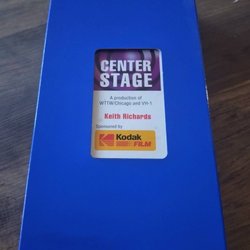 CENTER
STAGE
A production of
WTTW/Chicago and VH-1
Keith Richards
Sponsored by
Kodak
FILM